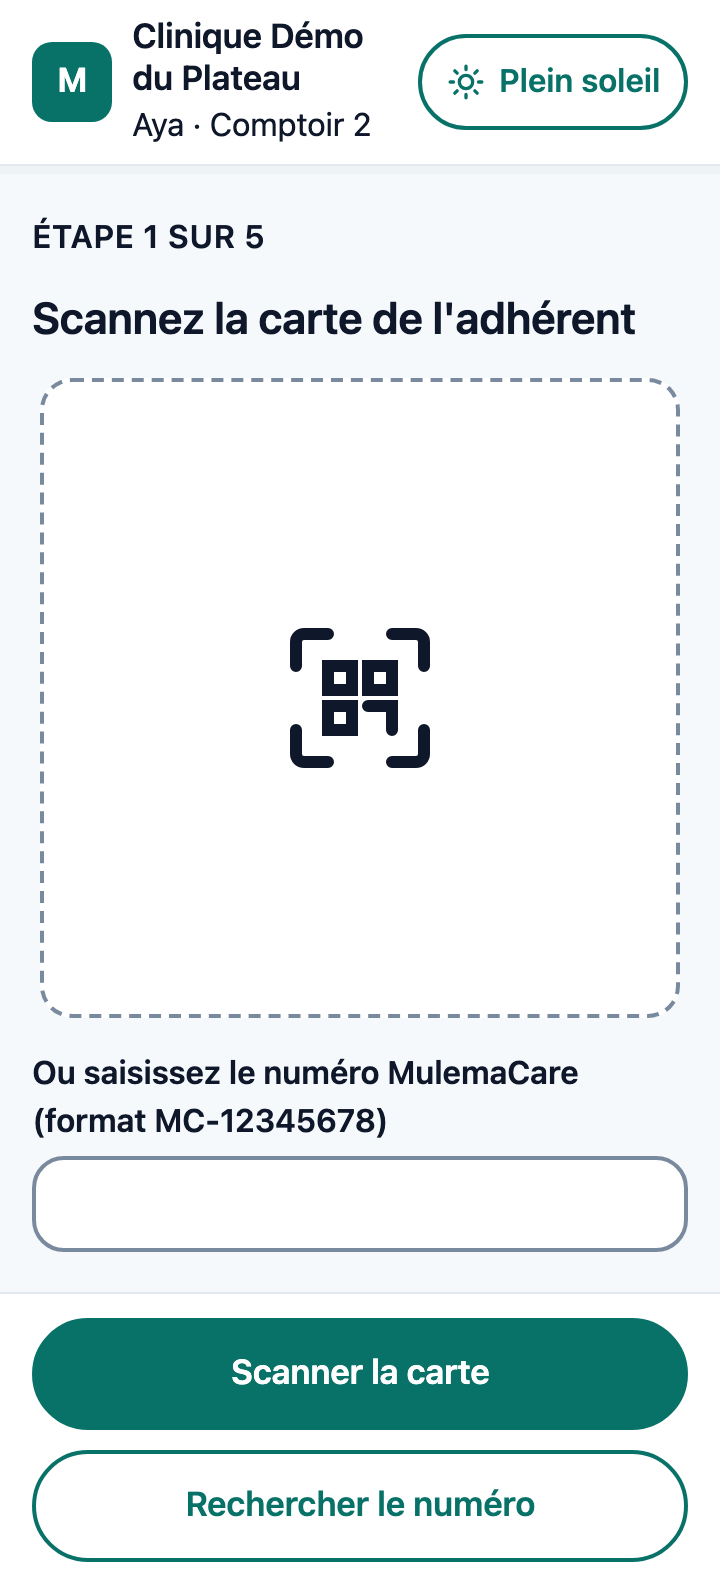 M
Clinique Démo
du Plateau
Aya · Comptoir 2
Plein soleil
ÉTAPE 1 SUR 5
Scannez la carte de l'adhérent
Ou saisissez le numéro MulemaCare
(format MC-12345678)
Scanner la carte
Rechercher le numéro